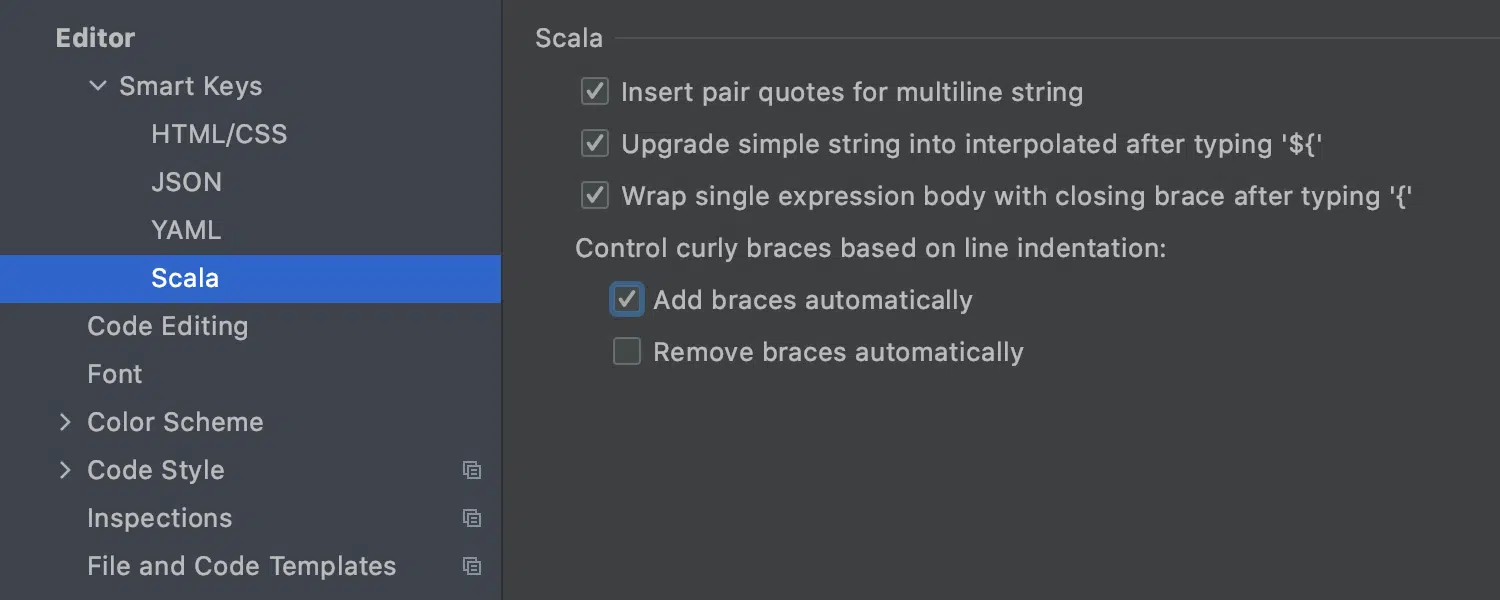 Editor
Smart Keys
HTML/CSS
JSON
YAML
Scala
Code Editing
Font
Color Scheme
Code Style
Inspections
File and Code Templates
Scala
Insert pair quotes for multiline string
Upgrade simple string into interpolated after typing '${'
Wrap single expression body with closing brace after typing '{'
Control curly braces based on line indentation:
Add braces automatically
Remove braces automatically